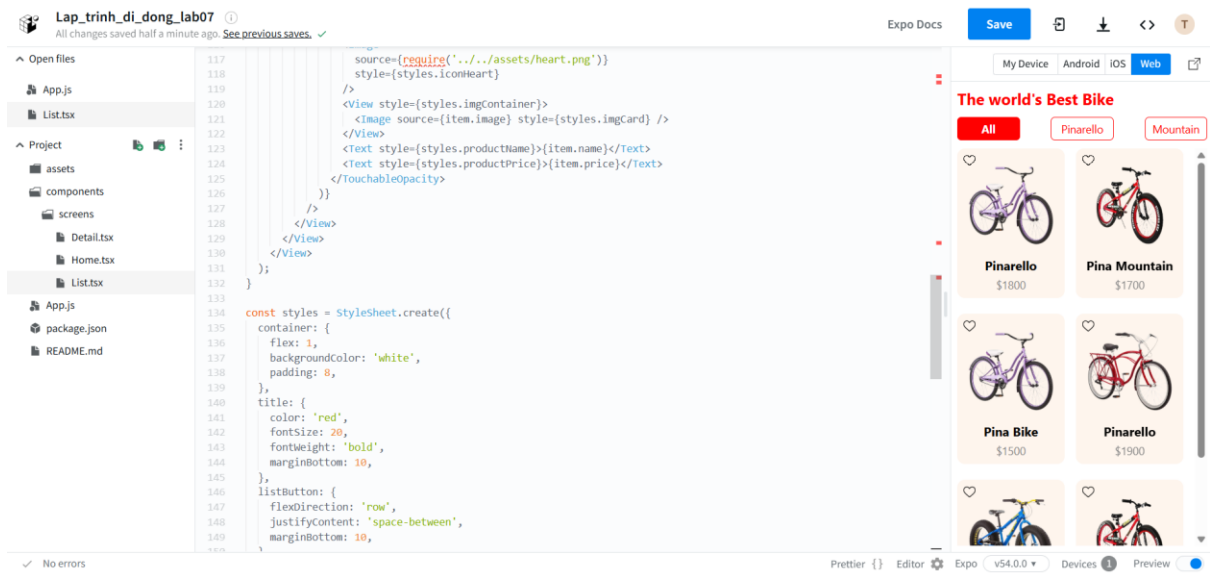 Lap_trinh_di_dong_lab07
All changes saved half a minute ago. See previous saves.
Expo Docs
Save
T
Open files
App.js
List.tsx
Project
assets
components
screens
Detail.tsx
Home.tsx
List.tsx
App.js
package.json
README.md
117 source={require('../../assets/heart.png')}
118 style={styles.iconHeart}
119 />
120 <View style={styles.imgContainer}>
121 <Image source={item.image} style={styles.imgCard} />
122 </View>
123 <Text style={styles.productName}>{item.name}</Text>
124 <Text style={styles.productPrice}>{item.price}</Text>
125 </TouchableOpacity>
126 )}
127 />
128 </View>
129 </View>
130 </View>
131 );
132 }
133
134 const styles = StyleSheet.create({
135 container: {
136 flex: 1,
137 backgroundColor: 'white',
138 padding: 8,
139 },
140 title: {
141 color: 'red',
142 fontSize: 20,
143 fontWeight: 'bold',
144 marginBottom: 10,
145 },
146 listButton: {
147 flexDirection: 'row',
148 justifyContent: 'space-between',
149 marginBottom: 10,
My Device Android iOS Web
The world's Best Bike
All Pinarello Mountain
Pinarello Pina Mountain
$1800 $1700
Pina Bike Pinarello
$1500 $1900
No errors
Prettier { } Editor Expo v54.0.0 Devices 1 Preview